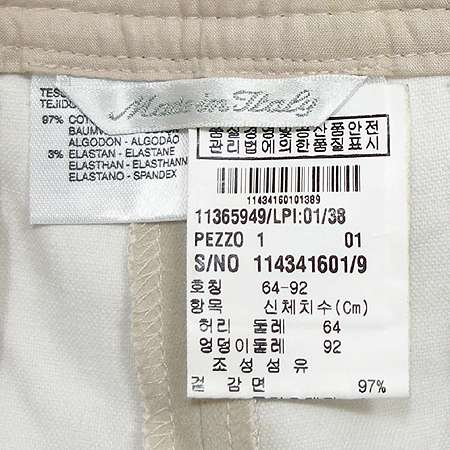 Made in Italy
TES
TEJIDO
97% COT
BAUMWO
ALGODON - ALGODÃO
3% ELASTAN - ELASTANE
ELASTHAN - ELASTHANN
ELASTANO - SPANDEX
품질경영및공산품안전
관리법에의한품질표시
11434160101389
11365949/LPI:01/38
PEZZO 1 01
S/NO 114341601/9
호칭 64-92
항목 신체치수(Cm)
허리 둘레 64
엉덩이둘레 92
조성섬유
겉감면 97%